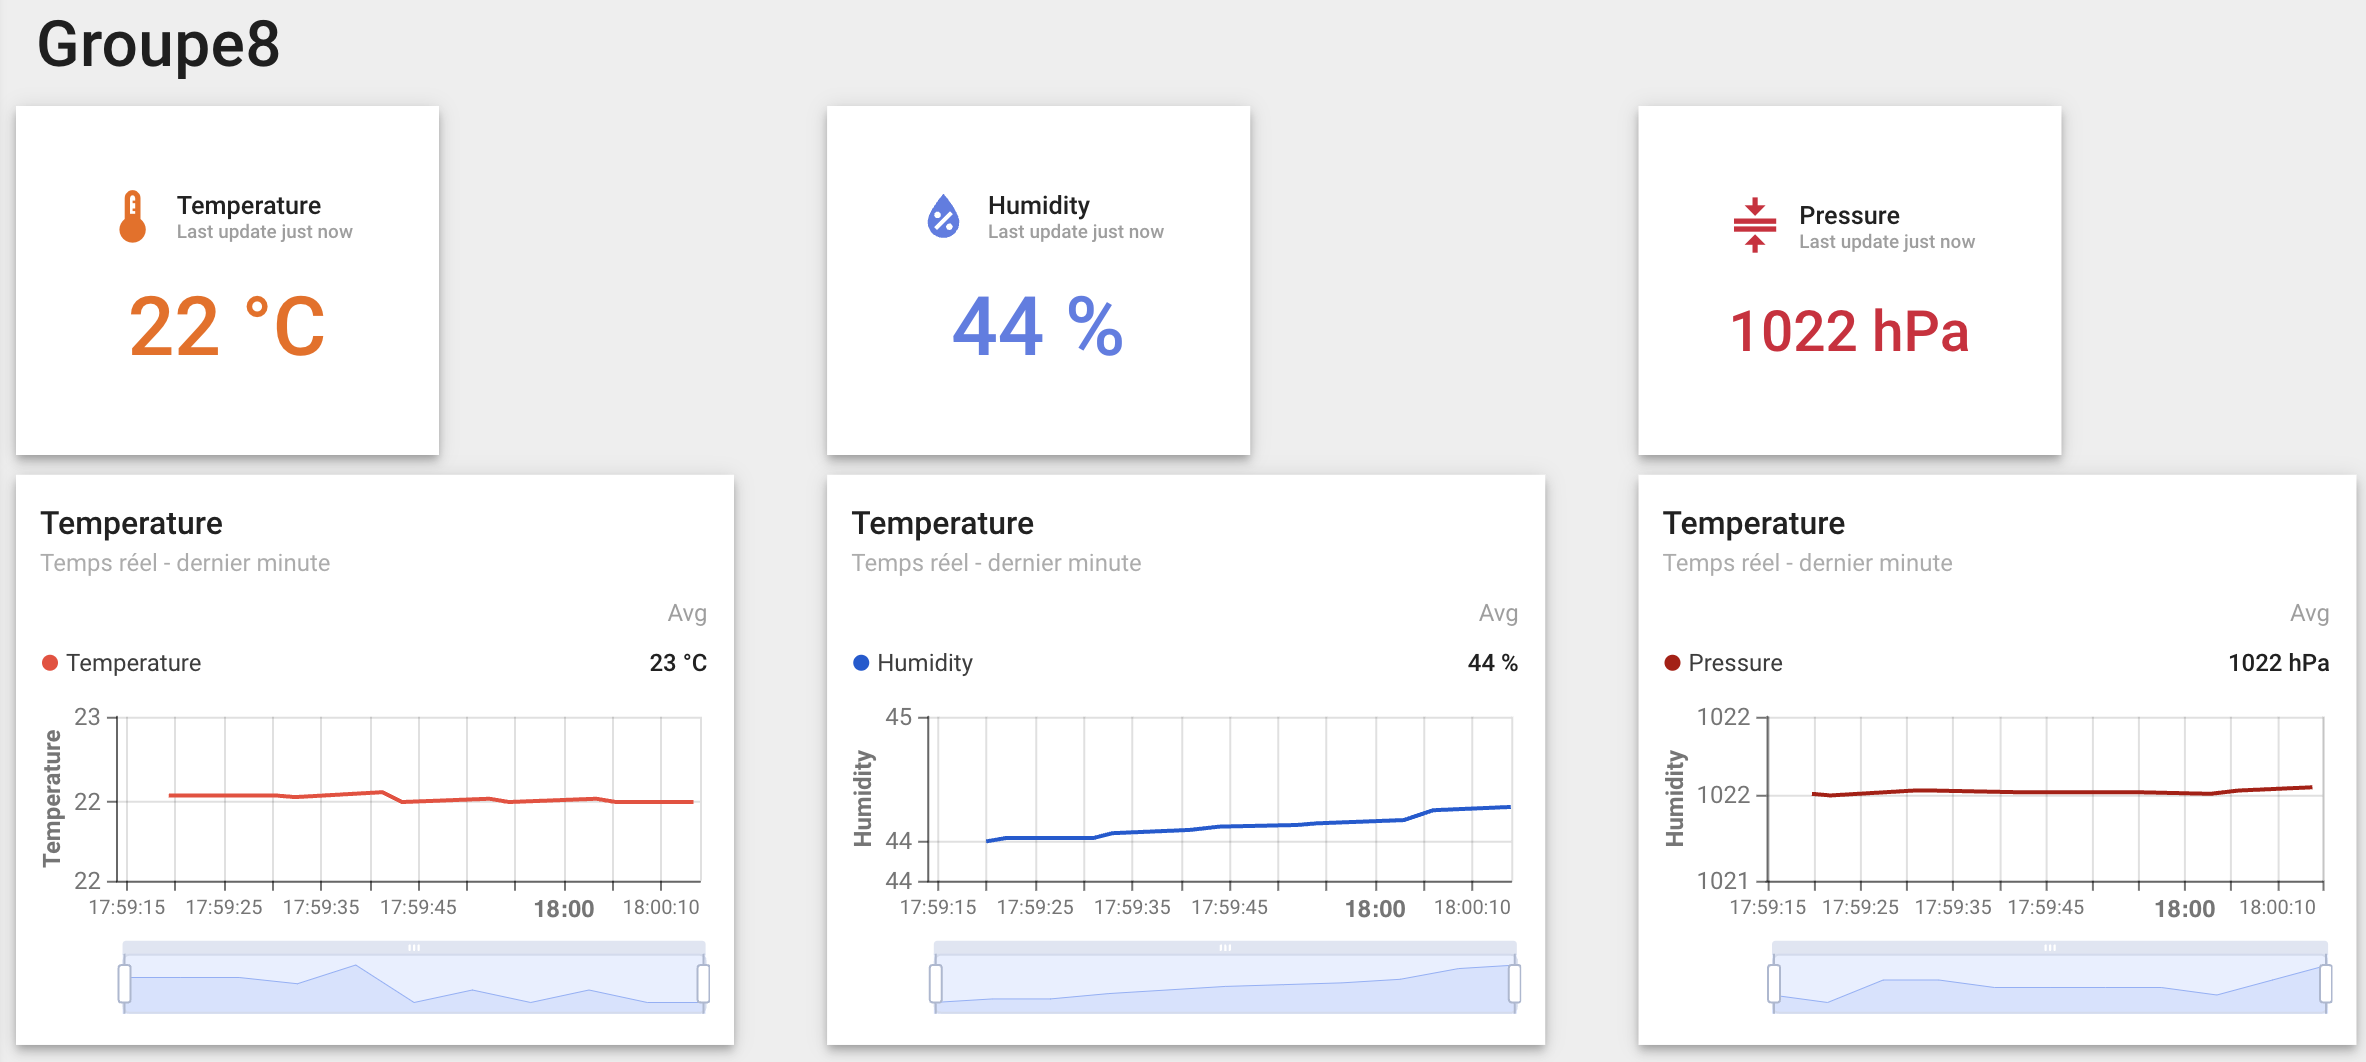 Groupe8
Temperature
Last update just now
22 °C
Humidity
Last update just now
44 %
Pressure
Last update just now
1022 hPa
Temperature
Temps réel - dernier minute
Avg
Temperature 23 °C
Temperature
23
22
22
17:59:15 17:59:25 17:59:35 17:59:45 18:00 18:00:10
Temperature
Temps réel - dernier minute
Avg
Humidity 44 %
Humidity
45
44
44
17:59:15 17:59:25 17:59:35 17:59:45 18:00 18:00:10
Temperature
Temps réel - dernier minute
Avg
Pressure 1022 hPa
Humidity
1022
1022
1021
17:59:15 17:59:25 17:59:35 17:59:45 18:00 18:00:10